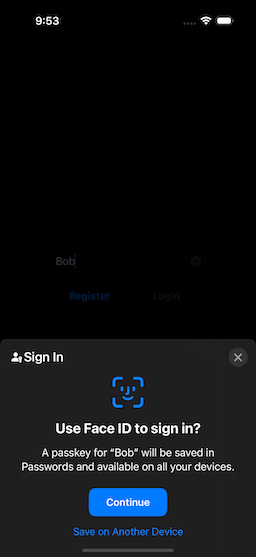 9:53
Bob
Register Login
Sign In
Use Face ID to sign in?
A passkey for “Bob” will be saved in
Passwords and available on all your devices.
Continue
Save on Another Device